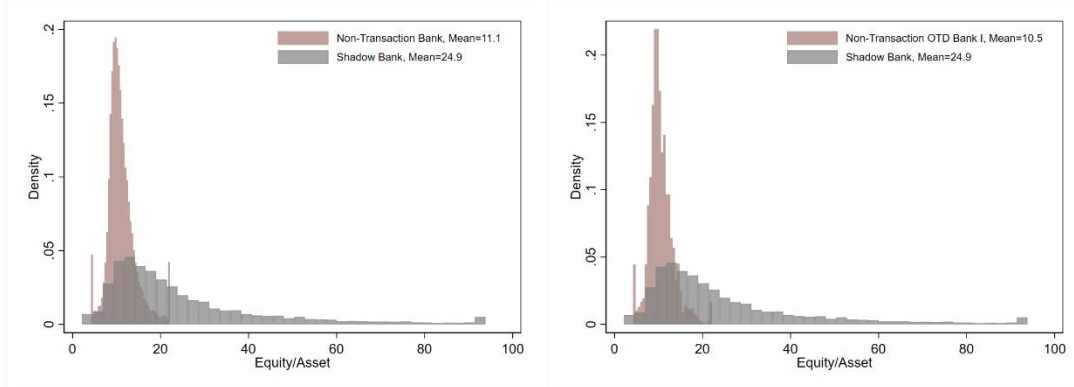 Non-Transaction Bank, Mean=11.1
Shadow Bank, Mean=24.9
Density
0
.05
.1
.15
.2
0 20 40 60 80 100
Equity/Asset
Non-Transaction OTD Bank I, Mean=10.5
Shadow Bank, Mean=24.9
Density
0
.05
.1
.15
.2
0 20 40 60 80 100
Equity/Asset